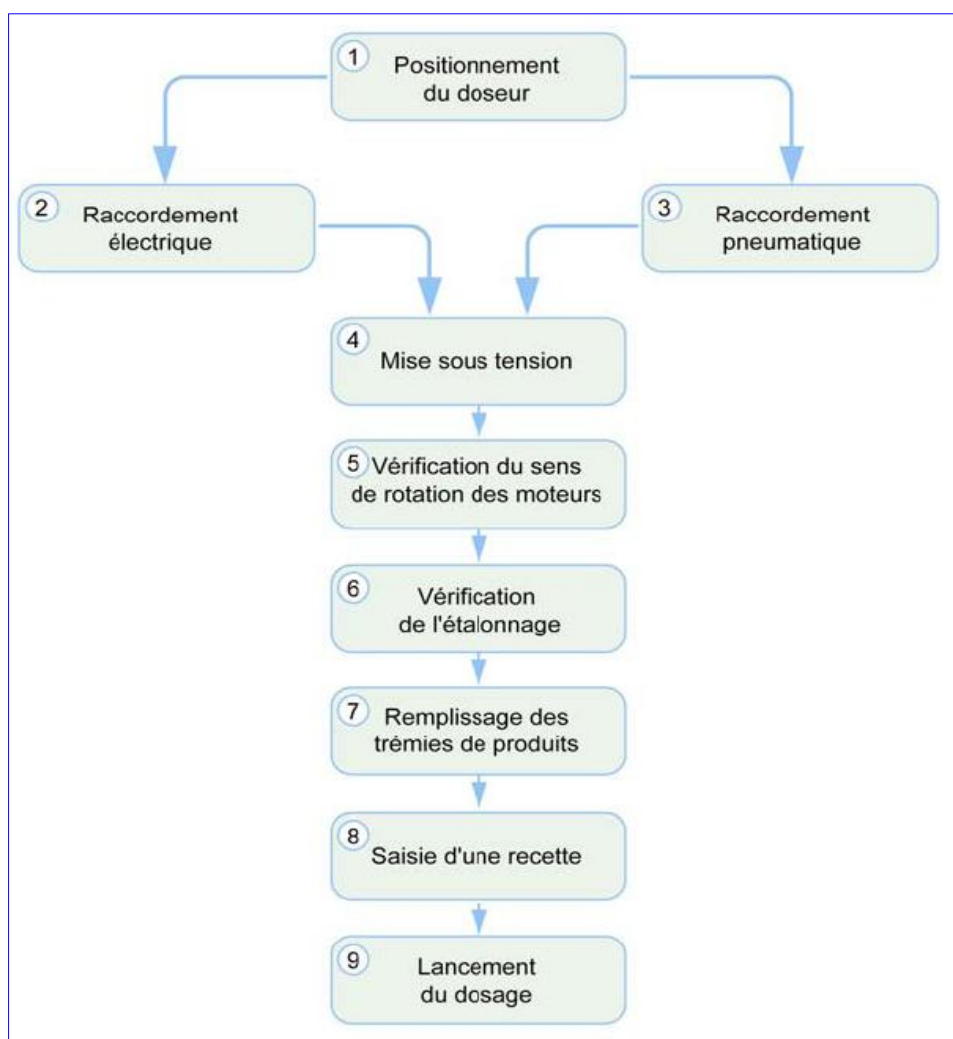 1
Positionnement
du doseur
2
Raccordement
électrique
3
Raccordement
pneumatique
4
Mise sous tension
5
Vérification du sens
de rotation des moteurs
6
Vérification
de l'étalonnage
7
Remplissage des
trémies de produits
8
Saisie d'une recette
9
Lancement
du dosage